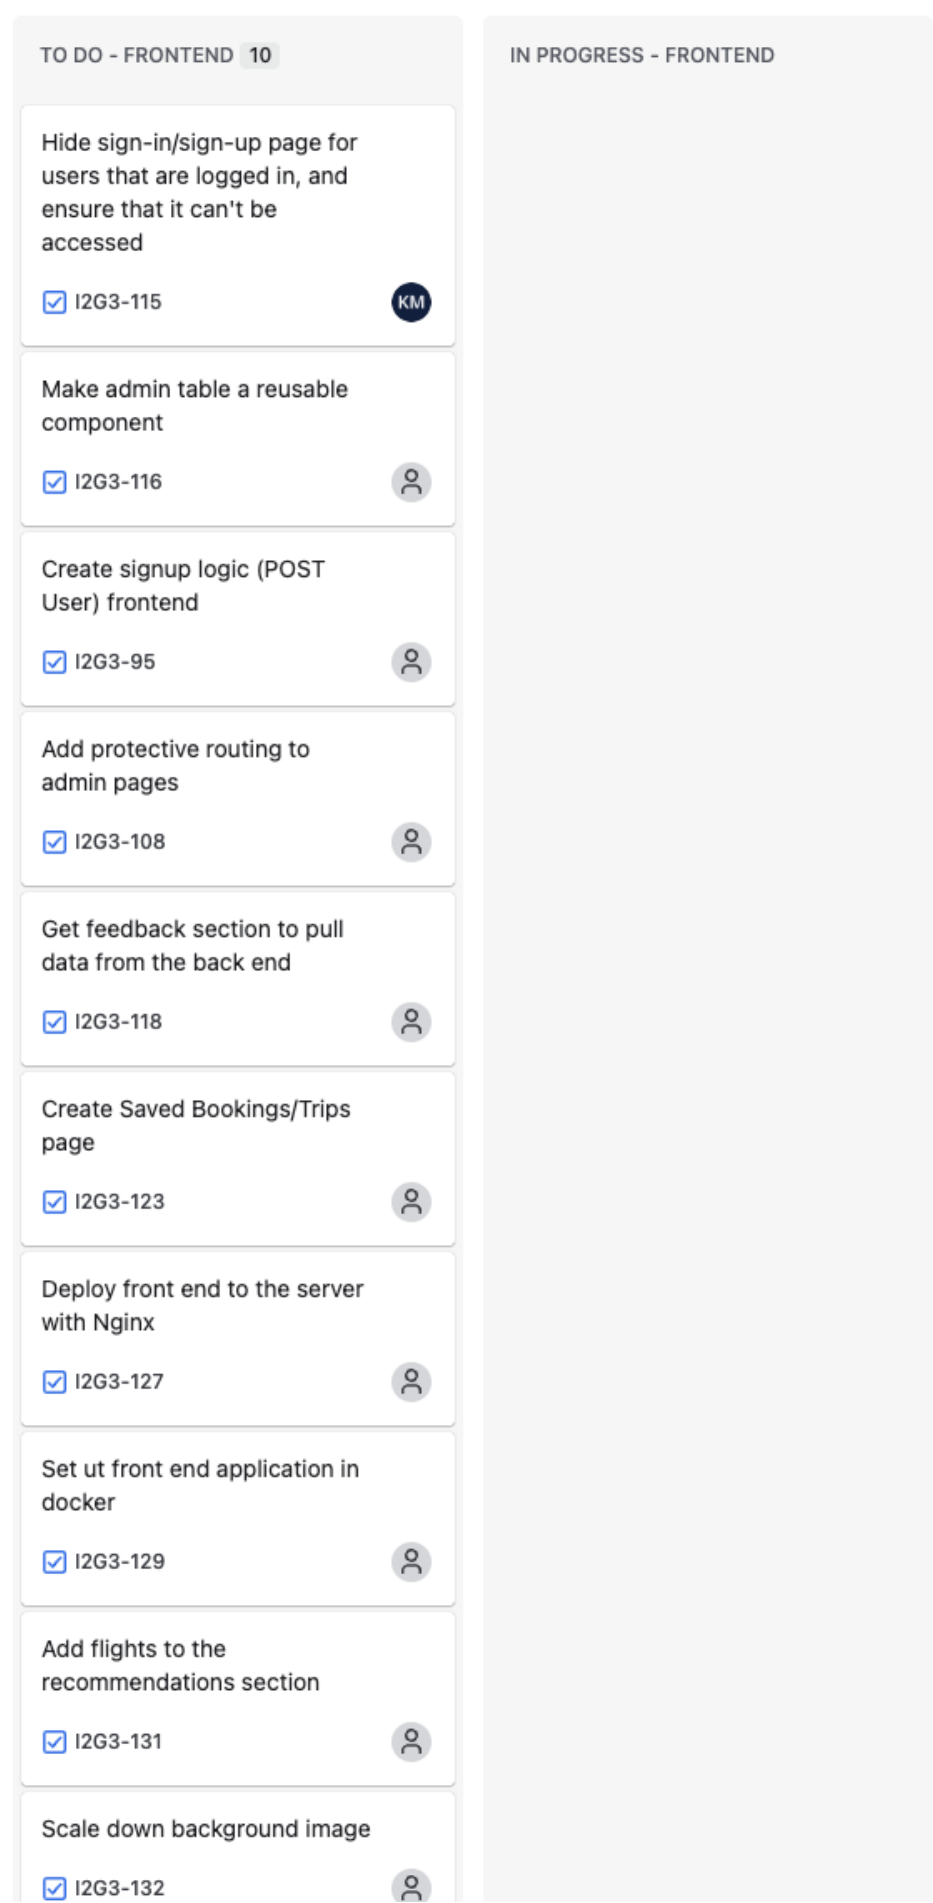 TO DO - FRONTEND 10
IN PROGRESS - FRONTEND
Hide sign-in/sign-up page for
users that are logged in, and
ensure that it can't be
accessed
I2G3-115
KM
Make admin table a reusable
component
I2G3-116
Create signup logic (POST
User) frontend
I2G3-95
Add protective routing to
admin pages
I2G3-108
Get feedback section to pull
data from the back end
I2G3-118
Create Saved Bookings/Trips
page
I2G3-123
Deploy front end to the server
with Nginx
I2G3-127
Set ut front end application in
docker
I2G3-129
Add flights to the
recommendations section
I2G3-131
Scale down background image
I2G3-132